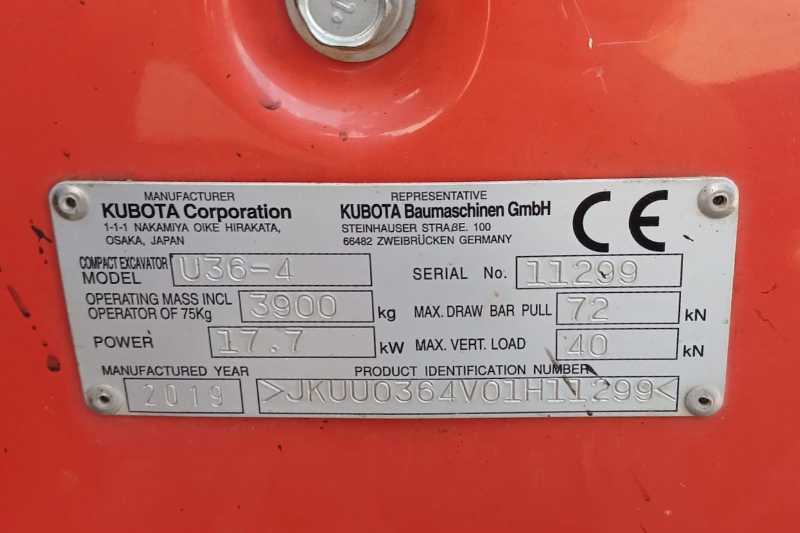 MANUFACTURER
KUBOTA Corporation
1-1-1 NAKAMIYA OIKE HIRAKATA,
OSAKA, JAPAN
REPRESENTATIVE
KUBOTA Baumaschinen GmbH
STEINHAUSER STRAßE. 100
66482 ZWEIBRÜCKEN GERMANY
CE
COMPACT EXCAVATOR
MODEL U36-4
SERIAL No. 11299
OPERATING MASS INCL
OPERATOR OF 75Kg 3900 kg
MAX. DRAW BAR PULL 72 kN
POWER 17.7 kW
MAX. VERT. LOAD 40 kN
MANUFACTURED YEAR
2019
PRODUCT IDENTIFICATION NUMBER
>JKUU0364V01H11299<